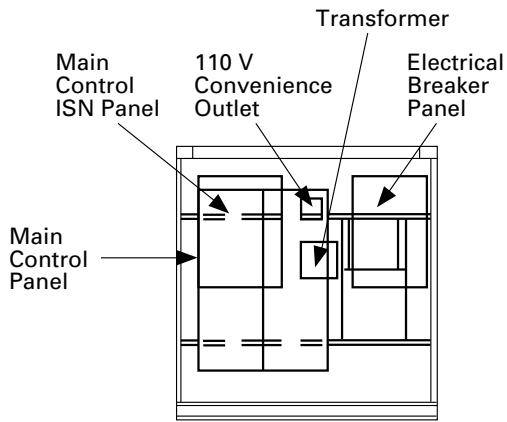 Transformer
Main
Control
ISN Panel
110 V
Convenience
Outlet
Electrical
Breaker
Panel
Main
Control
Panel